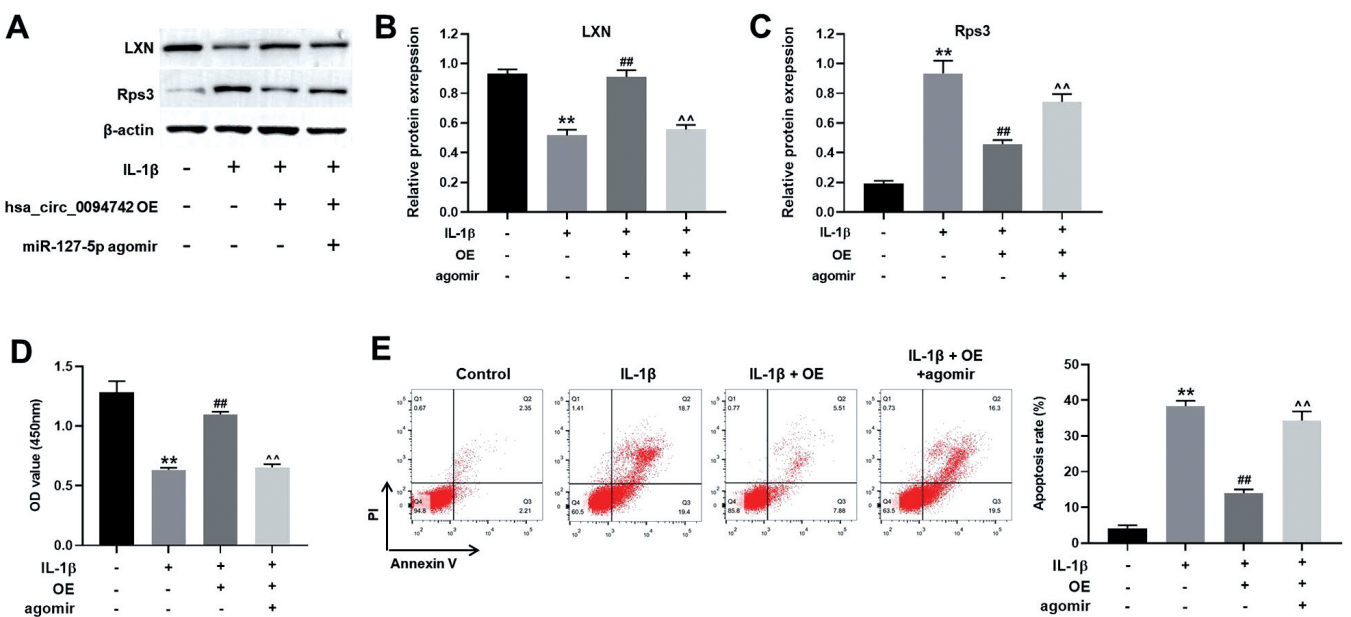 A
LXN
Rps3
β-actin
IL-1β - + + +
hsa_circ_0094742 OE - - + +
miR-127-5p agomir - - - +
B
LXN
Relative protein exrepssion
1.2
1.0
0.8
0.6
0.4
0.2
0.0
**
##
^^
IL-1β - + + +
OE - - + +
agomir - - - +
C
Rps3
Relative protein exrepssion
1.2
1.0
0.8
0.6
0.4
0.2
0.0
**
##
^^
IL-1β - + + +
OE - - + +
agomir - - - +
D
OD value (450nm)
1.5
1.0
0.5
0.0
**
##
^^
IL-1β - + + +
OE - - + +
agomir - - - +
E
Control
Q1
0.67
Q2
2.35
Q4
94.8
Q3
2.21
IL-1β
Q1
1.41
Q2
18.7
Q4
60.5
Q3
19.4
IL-1β + OE
Q1
0.77
Q2
5.51
Q4
85.8
Q3
7.88
IL-1β + OE
+agomir
Q1
0.73
Q2
16.3
Q4
63.5
Q3
19.5
PI
Annexin V
Apoptosis rate (%)
50
40
30
20
10
0
**
##
^^
IL-1β - + + +
OE - - + +
agomir - - - +